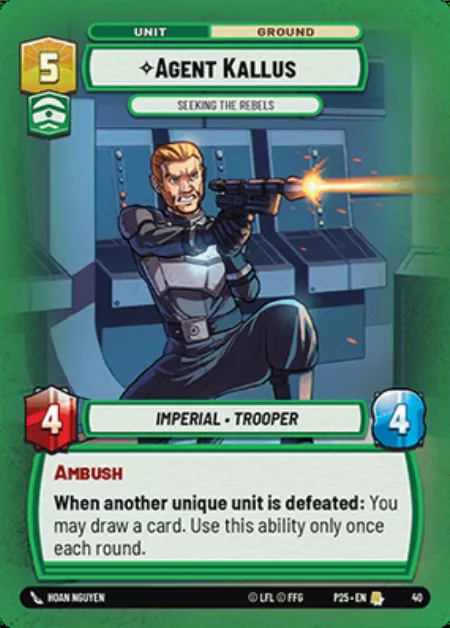 UNIT
GROUND
5
✧AGENT KALLUS
SEEKING THE REBELS
4
IMPERIAL • TROOPER
4
AMBUSH
When another unique unit is defeated: You
may draw a card. Use this ability only once
each round.
HOAN NGUYEN
© LFL © FFG
P25 • EN
40